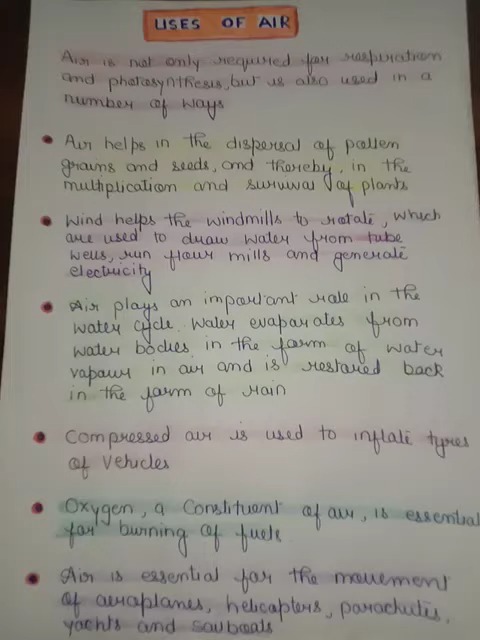 USES OF AIR
Air is not only required for respiration
and photosynthesis, but is also used in a
number of ways
Air helps in the dispersal of pollen
grains and seeds, and thereby, in the
multiplication and survival of plants
Wind helps the windmills to rotate, which
are used to draw water from tube
wells, run flour mills and generate
electricity
Air plays an important role in the
water cycle. Water evaporates from
water bodies in the form of water
vapour in air and is restored back
in the form of rain
Compressed air is used to inflate tyres
of vehicles
Oxygen, a constituent of air, is essential
for burning of fuels
Air is essential for the movement
of aeroplanes, helicopters, parachutes,
yachts and sailboats